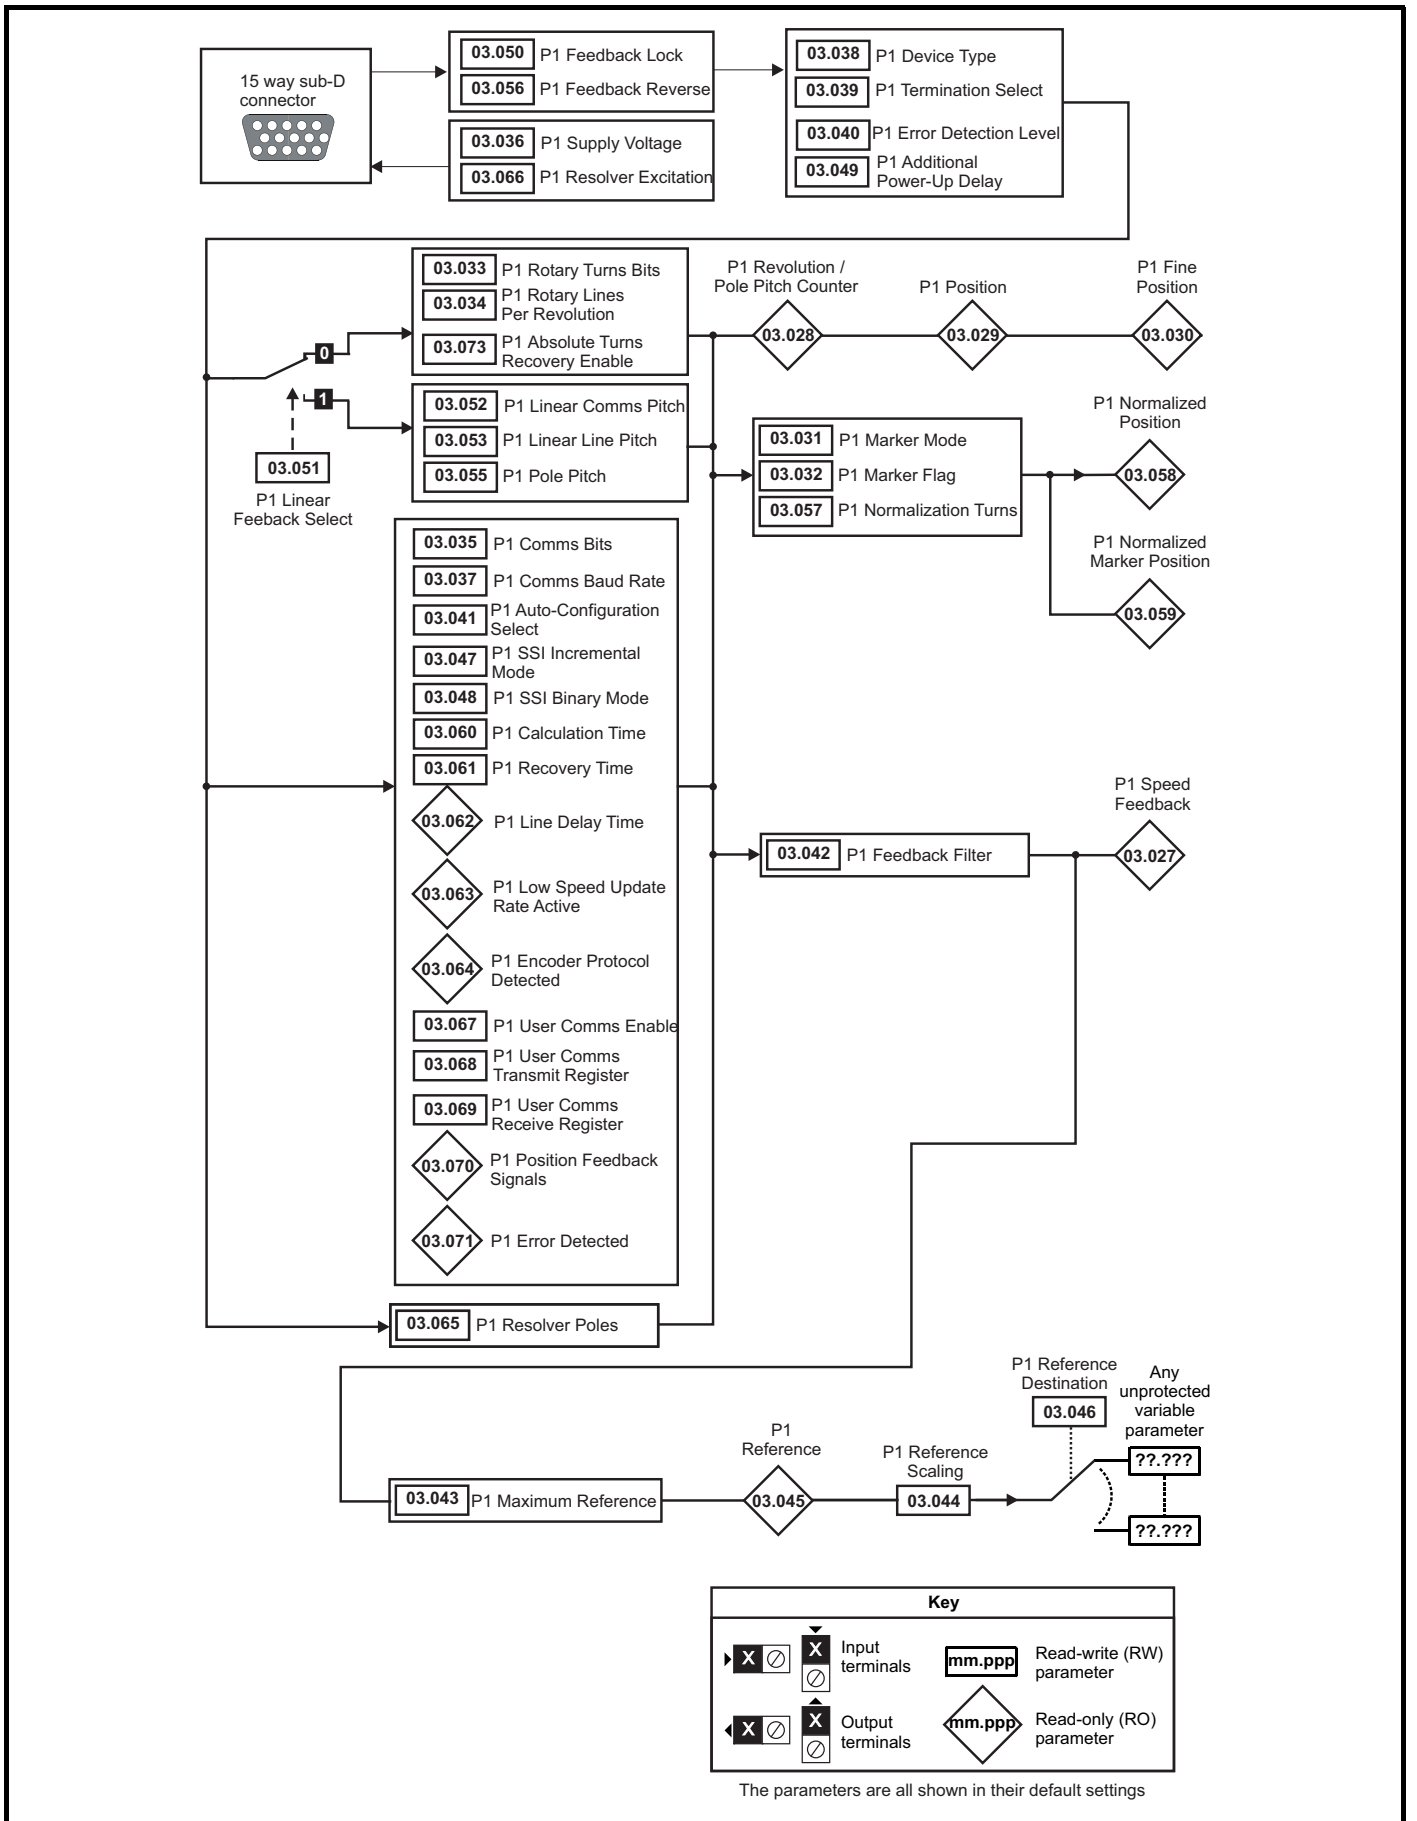 15 way sub-D
connector
03.050 P1 Feedback Lock
03.056 P1 Feedback Reverse
03.036 P1 Supply Voltage
03.066 P1 Resolver Excitation
03.038 P1 Device Type
03.039 P1 Termination Select
03.040 P1 Error Detection Level
03.049 P1 Additional
Power-Up Delay
0
1
03.051
P1 Linear
Feeback Select
03.033 P1 Rotary Turns Bits
03.034 P1 Rotary Lines
Per Revolution
03.073 P1 Absolute Turns
Recovery Enable
03.052 P1 Linear Comms Pitch
03.053 P1 Linear Line Pitch
03.055 P1 Pole Pitch
P1 Revolution /
Pole Pitch Counter
03.028
P1 Position
03.029
P1 Fine
Position
03.030
03.031 P1 Marker Mode
03.032 P1 Marker Flag
03.057 P1 Normalization Turns
P1 Normalized
Position
03.058
P1 Normalized
Marker Position
03.059
03.035 P1 Comms Bits
03.037 P1 Comms Baud Rate
03.041 P1 Auto-Configuration
Select
03.047 P1 SSI Incremental
Mode
03.048 P1 SSI Binary Mode
03.060 P1 Calculation Time
03.061 P1 Recovery Time
03.062 P1 Line Delay Time
03.063 P1 Low Speed Update
Rate Active
03.064 P1 Encoder Protocol
Detected
03.067 P1 User Comms Enable
03.068 P1 User Comms
Transmit Register
03.069 P1 User Comms
Receive Register
03.070 P1 Position Feedback
Signals
03.071 P1 Error Detected
03.042 P1 Feedback Filter
P1 Speed
Feedback
03.027
03.065 P1 Resolver Poles
03.043 P1 Maximum Reference
P1
Reference
03.045
P1 Reference
Scaling
03.044
P1 Reference
Destination
03.046
Any
unprotected
variable
parameter
??.???
??.???
Key
X X Input
terminals
mm.ppp Read-write (RW)
parameter
X X Output
terminals
mm.ppp Read-only (RO)
parameter
The parameters are all shown in their default settings